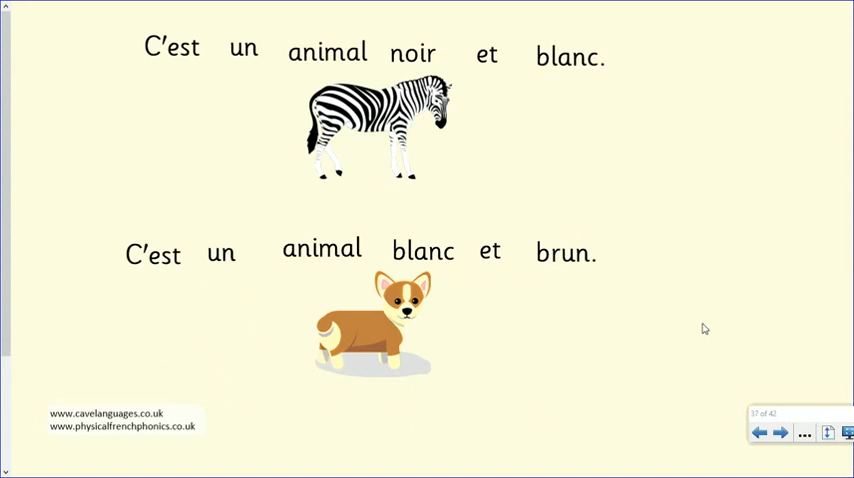 C'est un animal noir et blanc.
C'est un animal blanc et brun.
www.cavelanguages.co.uk
www.physicalfrenchphonics.co.uk
37 of 42
...